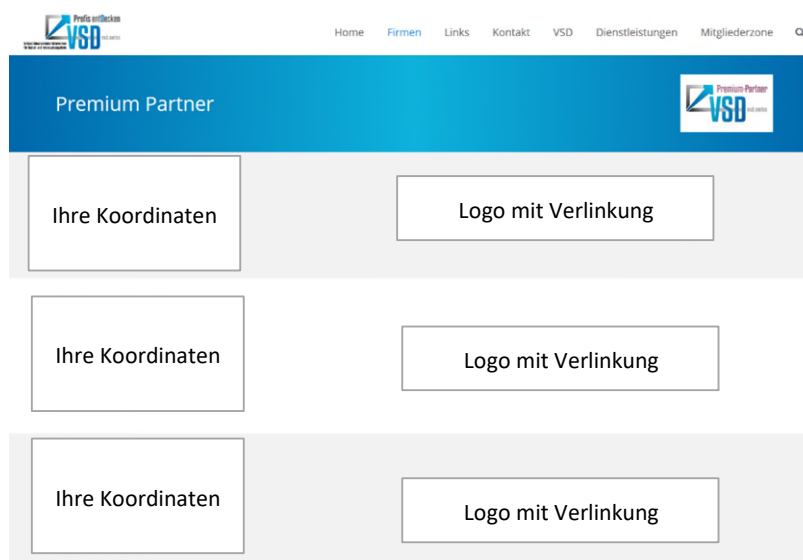 Profis entDecken
VSD
Home Firmen Links Kontakt VSD Dienstleistungen Mitgliederzone
Premium Partner
Premium-Partner
VSD
Ihre Koordinaten
Logo mit Verlinkung
Ihre Koordinaten
Logo mit Verlinkung
Ihre Koordinaten
Logo mit Verlinkung